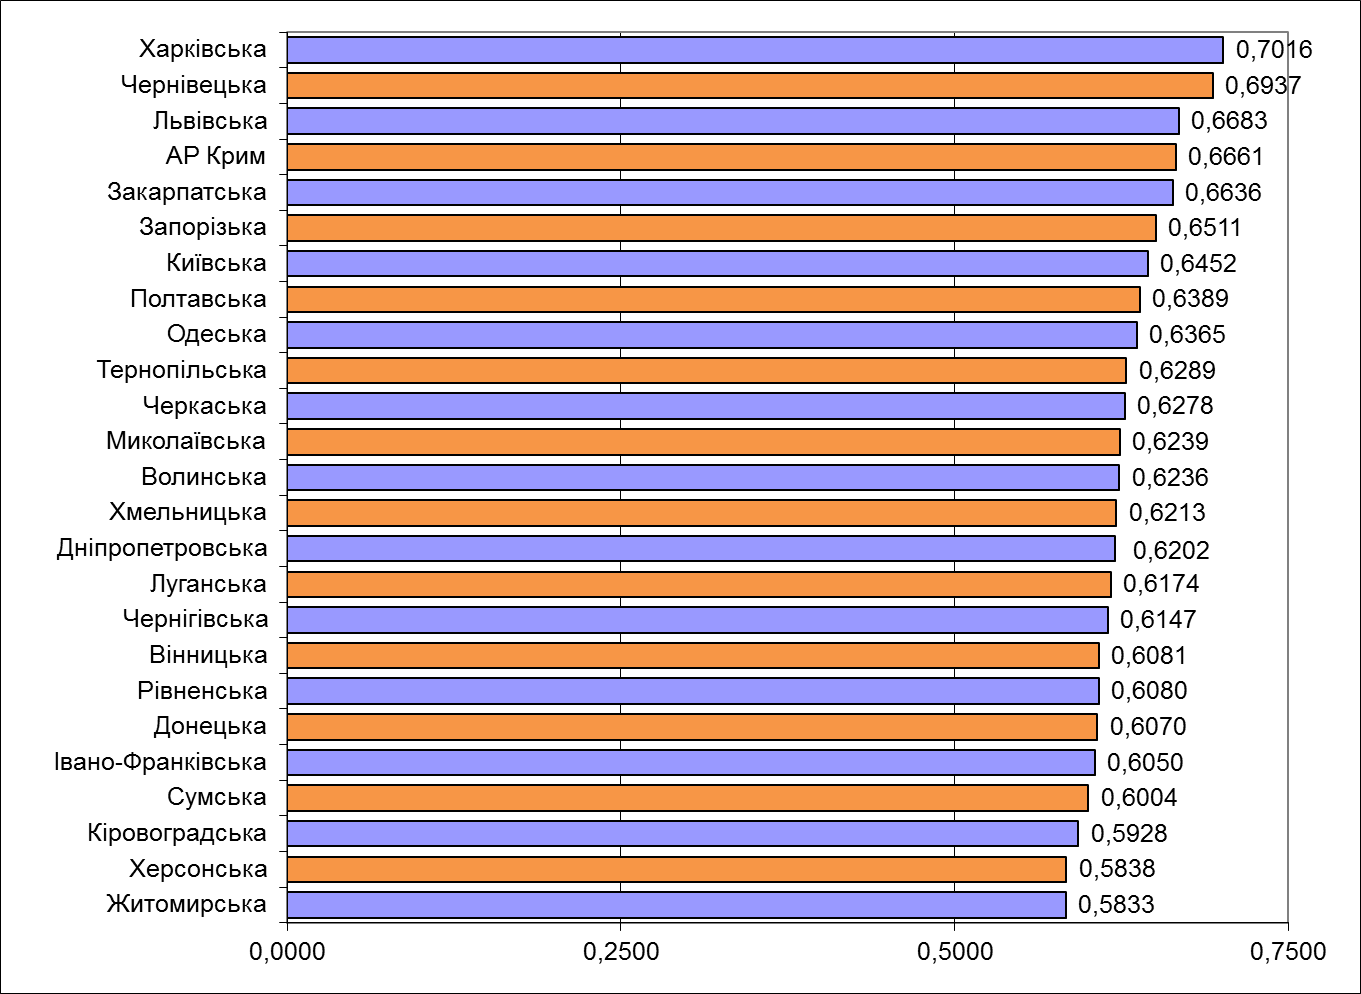 Харківська 0,7016
Чернівецька 0,6937
Львівська 0,6683
АР Крим 0,6661
Закарпатська 0,6636
Запорізька 0,6511
Київська 0,6452
Полтавська 0,6389
Одеська 0,6365
Тернопільська 0,6289
Черкаська 0,6278
Миколаївська 0,6239
Волинська 0,6236
Хмельницька 0,6213
Дніпропетровська 0,6202
Луганська 0,6174
Чернігівська 0,6147
Вінницька 0,6081
Рівненська 0,6080
Донецька 0,6070
Івано-Франківська 0,6050
Сумська 0,6004
Кіровоградська 0,5928
Херсонська 0,5838
Житомирська 0,5833
0,0000 0,2500 0,5000 0,7500